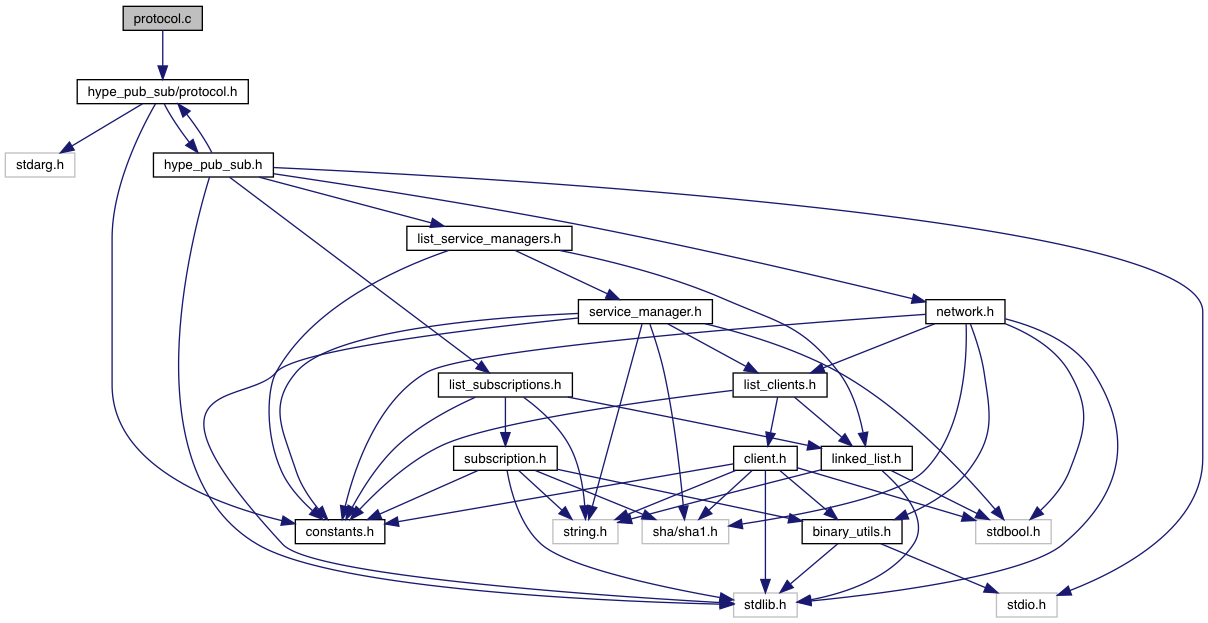 protocol.c
hype_pub_sub/protocol.h
stdarg.h
hype_pub_sub.h
list_service_managers.h
service_manager.h
network.h
list_subscriptions.h
list_clients.h
subscription.h
client.h
linked_list.h
constants.h
string.h
sha/sha1.h
binary_utils.h
stdbool.h
stdlib.h
stdio.h